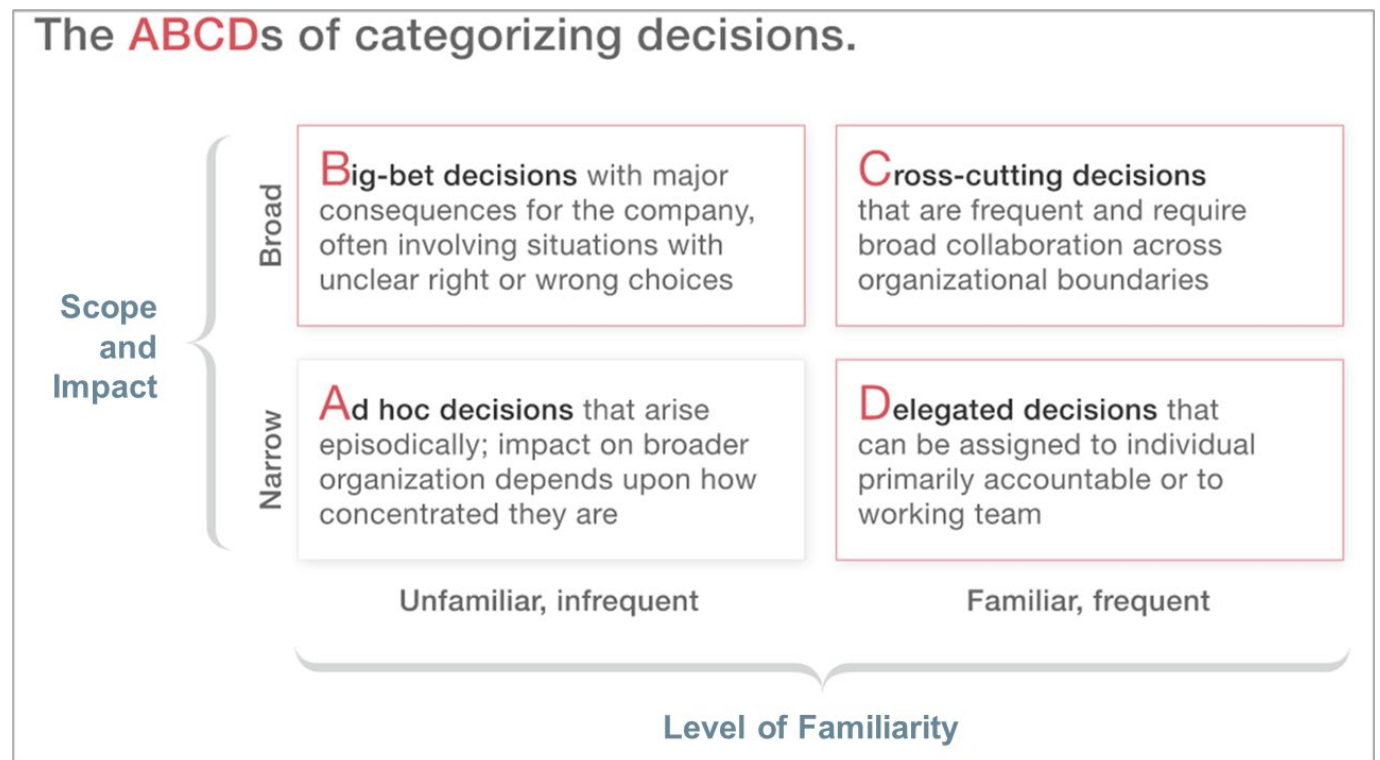 The ABCDs of categorizing decisions.
Scope
and
Impact
Broad
Big-bet decisions with major
consequences for the company,
often involving situations with
unclear right or wrong choices
Cross-cutting decisions
that are frequent and require
broad collaboration across
organizational boundaries
Narrow
Ad hoc decisions that arise
episodically; impact on broader
organization depends upon how
concentrated they are
Delegated decisions that
can be assigned to individual
primarily accountable or to
working team
Unfamiliar, infrequent
Familiar, frequent
Level of Familiarity